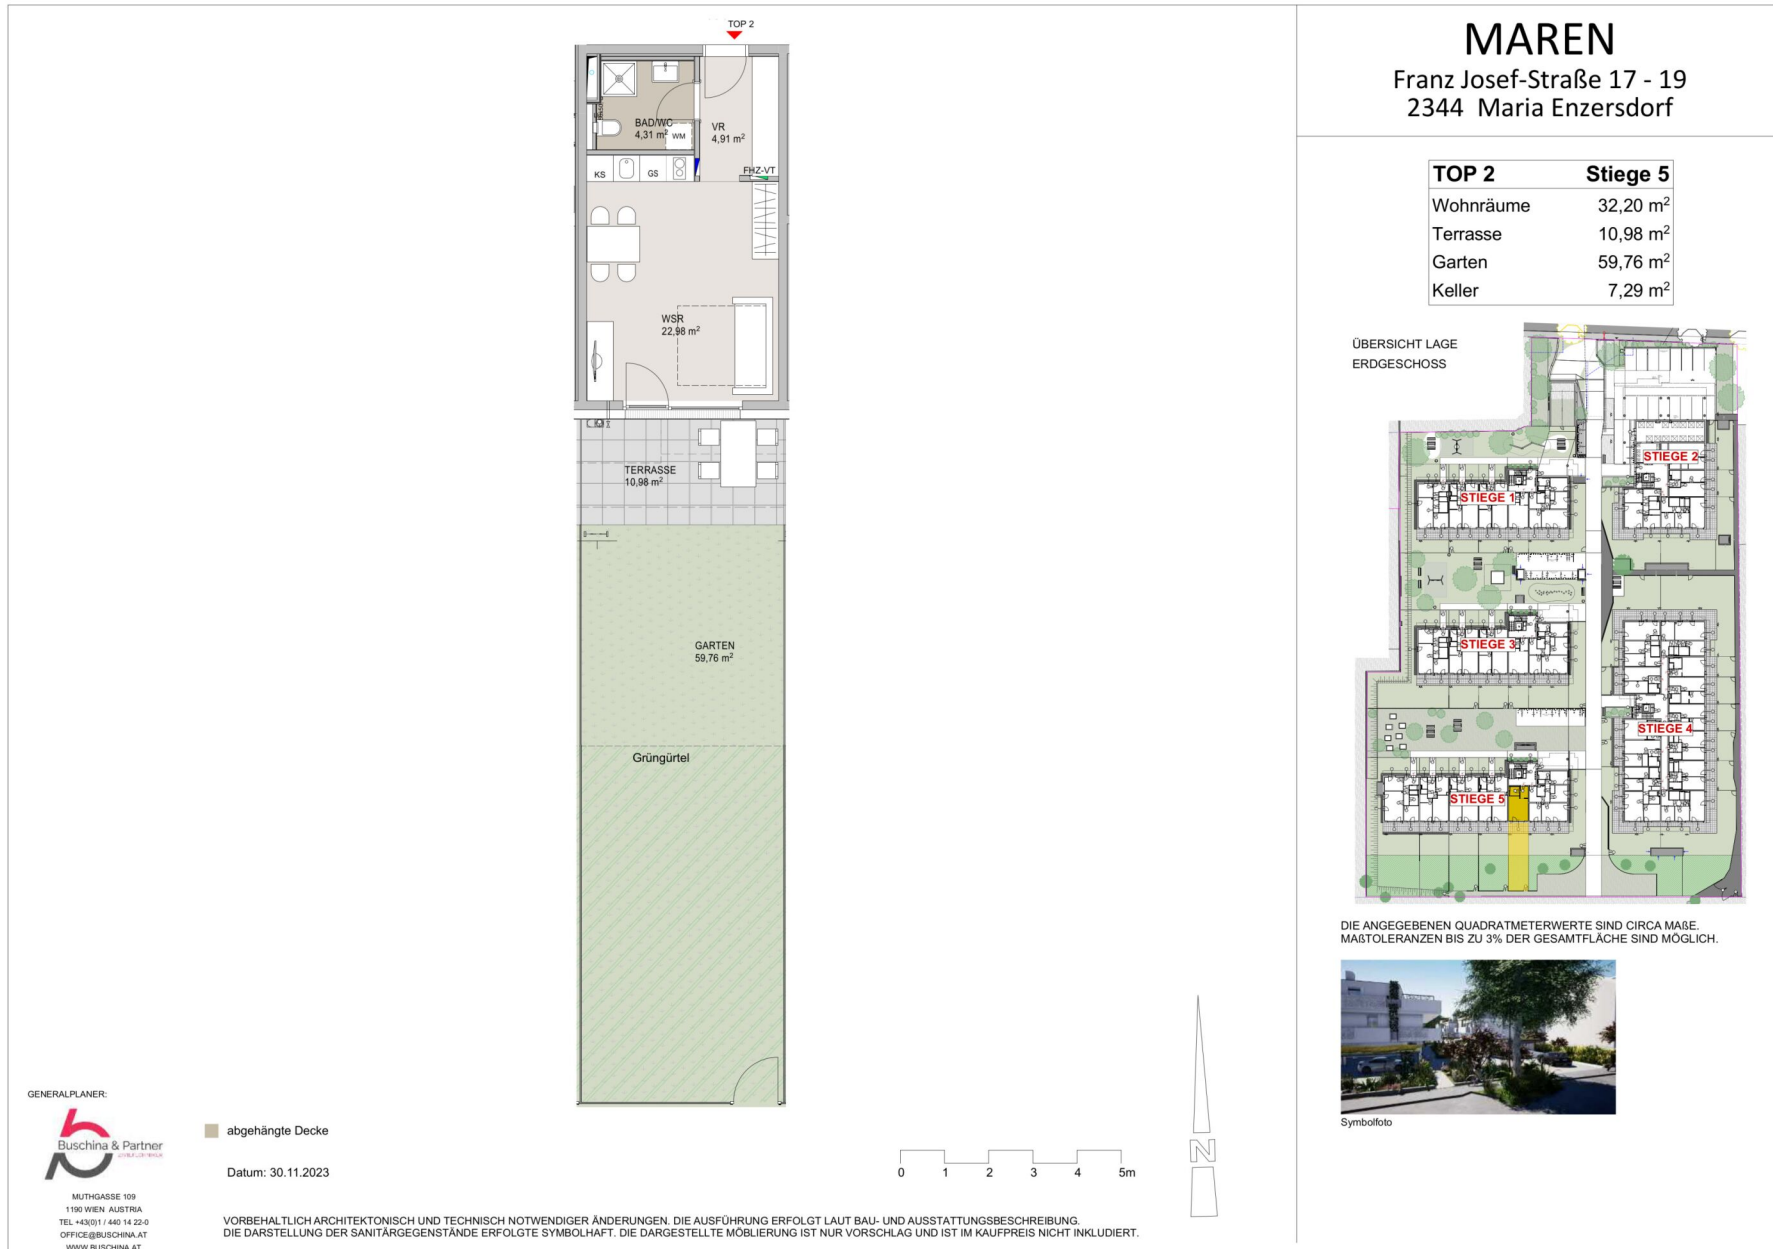 TOP 2
BAD/WC
4,31 m²
WM
VR
4,91 m²
FHZ-VT
KS
GS
WSR
22,98 m²
TERRASSE
10,98 m²
GARTEN
59,76 m²
Grüngürtel
GENERALPLANER:
Buschina & Partner
MUTHGASSE 109
1190 WIEN AUSTRIA
TEL +43(0)1 / 440 14 22-0
OFFICE@BUSCHINA.AT
WWW.BUSCHINA.AT
abgehängte Decke
Datum: 30.11.2023
0 1 2 3 4 5m
N
VORBEHALTLICH ARCHITEKTONISCH UND TECHNISCH NOTWENDIGER ÄNDERUNGEN. DIE AUSFÜHRUNG ERFOLGT LAUT BAU- UND AUSSTATTUNGSBESCHREIBUNG.
DIE DARSTELLUNG DER SANITÄRGEGENSTÄNDE ERFOLGTE SYMBOLHAFT. DIE DARGESTELLTE MÖBLIERUNG IST NUR VORSCHLAG UND IST IM KAUFPREIS NICHT INKLUDIERT.
MAREN
Franz Josef-Straße 17 - 19
2344 Maria Enzersdorf
TOP 2 Stiege 5
Wohnräume 32,20 m²
Terrasse 10,98 m²
Garten 59,76 m²
Keller 7,29 m²
ÜBERSICHT LAGE
ERDGESCHOSS
STIEGE 2
STIEGE 1
STIEGE 3
STIEGE 4
STIEGE 5
DIE ANGEGEBENEN QUADRATMETERWERTE SIND CIRCA MAßE.
MAßTOLERANZEN BIS ZU 3% DER GESAMTFLÄCHE SIND MÖGLICH.
Symbolfoto